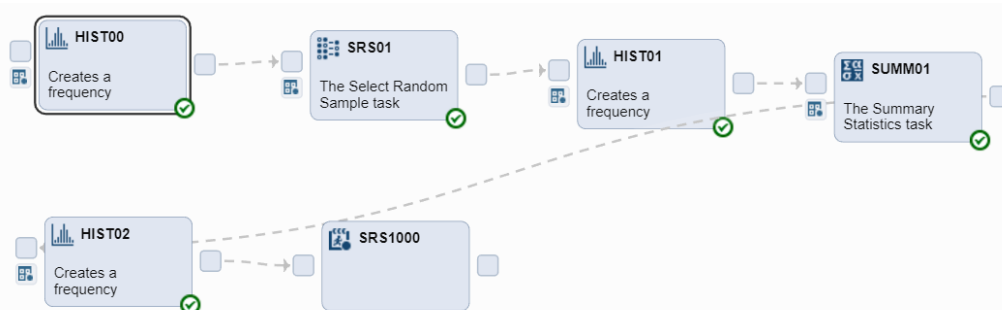 HIST00
Creates a
frequency
SRS01
The Select Random
Sample task
HIST01
Creates a
frequency
SUMM01
The Summary
Statistics task
HIST02
Creates a
frequency
SRS1000